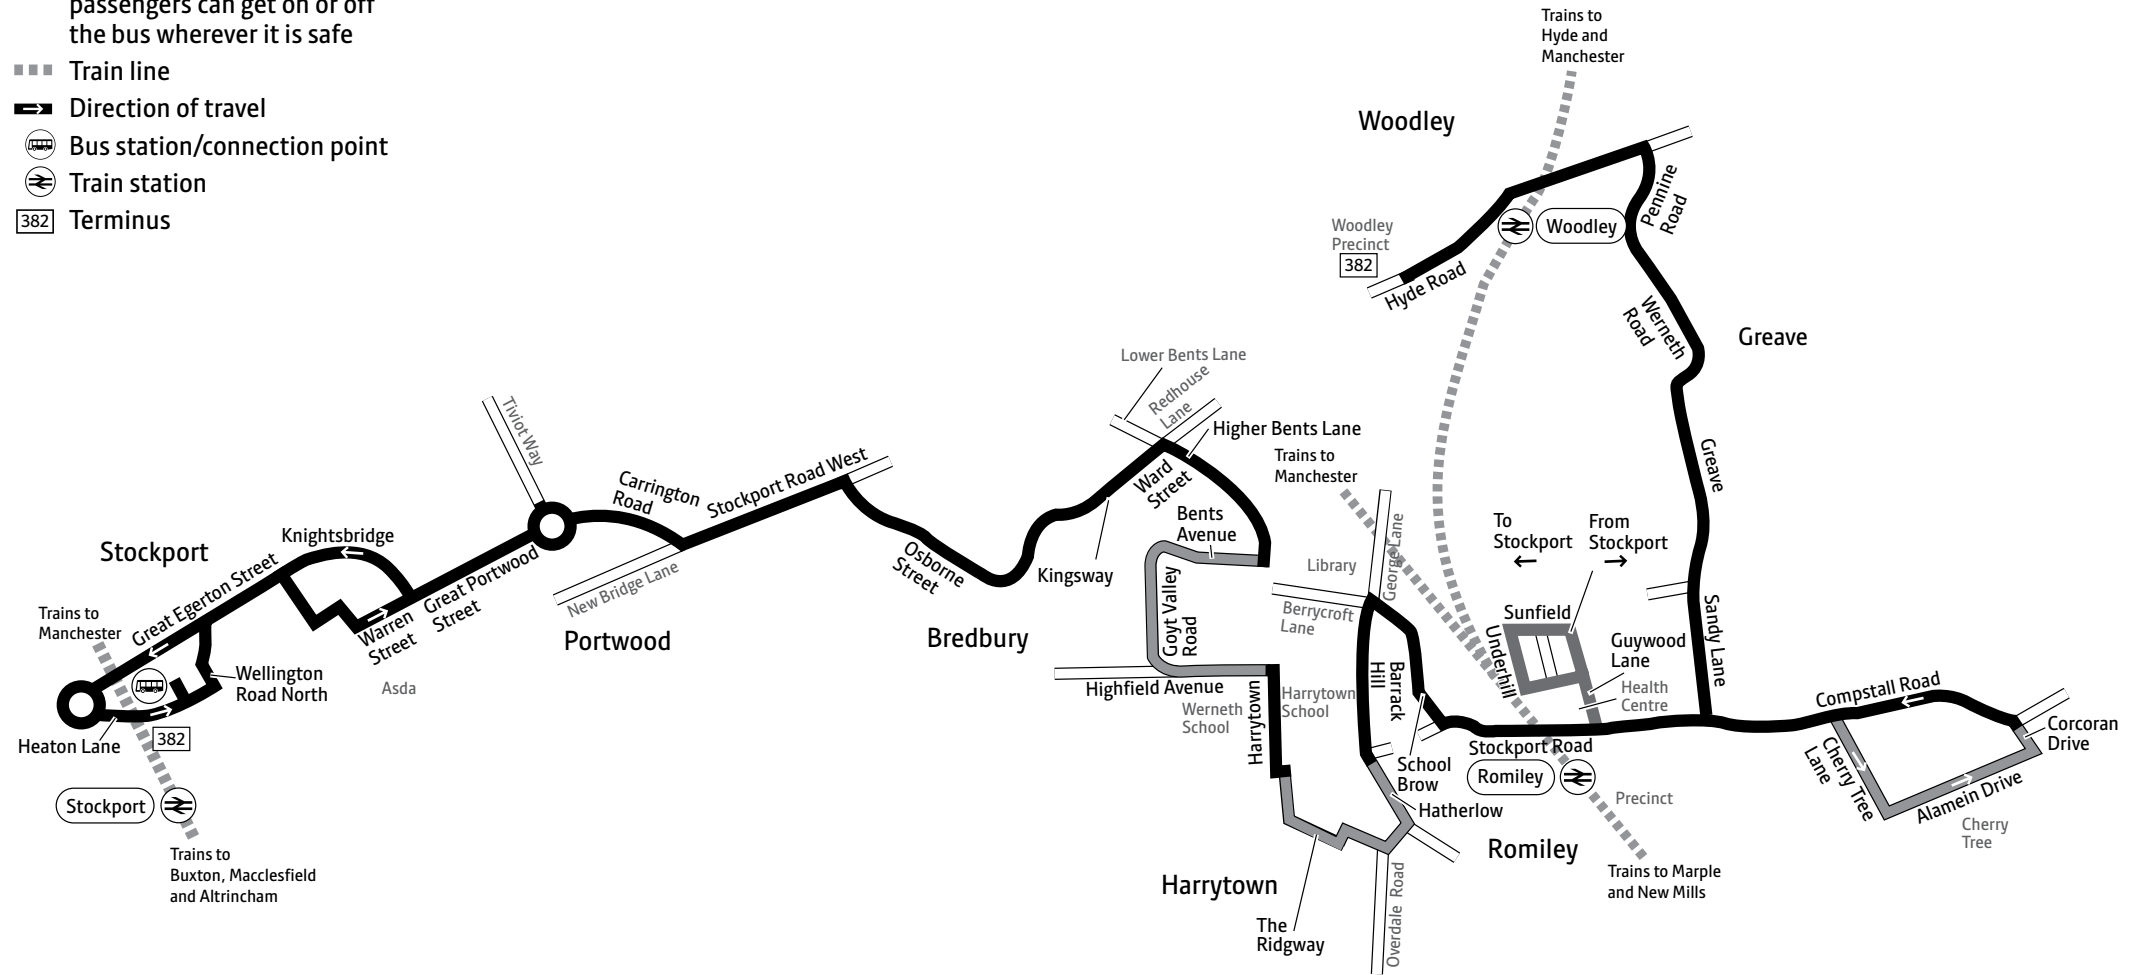 passengers can get on or off
the bus wherever it is safe
Train line
Direction of travel
Bus station/connection point
Train station
382
Terminus
Trains to
Hyde and
Manchester
Woodley
Woodley
Precinct
382
Hyde Road
Woodley
Pennine
Road
Werneth
Road
Greave
Greave
Sandy Lane
Lower Bents Lane
Redhouse
Lane
Higher Bents Lane
Trains to
Manchester
Ward
Street
Bents
Avenue
Kingsway
Goyt Valley
Road
Highfield Avenue
Werneth
School
Harrytown
Harrytown
School
Library
George Lane
Berrycroft
Lane
Barrack
Hill
School
Brow
Hatherlow
To
Stockport
From
Stockport
Sunfield
Underhill
Guywood
Lane
Health
Centre
Stockport Road
Romiley
Precinct
Romiley
Trains to Marple
and New Mills
Compstall Road
Corcoran
Drive
Cherry Tree
Lane
Alamein Drive
Cherry
Tree
Harrytown
The
Ridgway
Overdale Road
Tiviot Way
Carrington
Road
Stockport Road West
New Bridge Lane
Osborne
Street
Portwood
Bredbury
Stockport
Knightsbridge
Great Egerton Street
Great Portwood
Street
Warren
Street
Asda
Trains to
Manchester
Wellington
Road North
Heaton Lane
382
Stockport
Trains to
Buxton, Macclesfield
and Altrincham